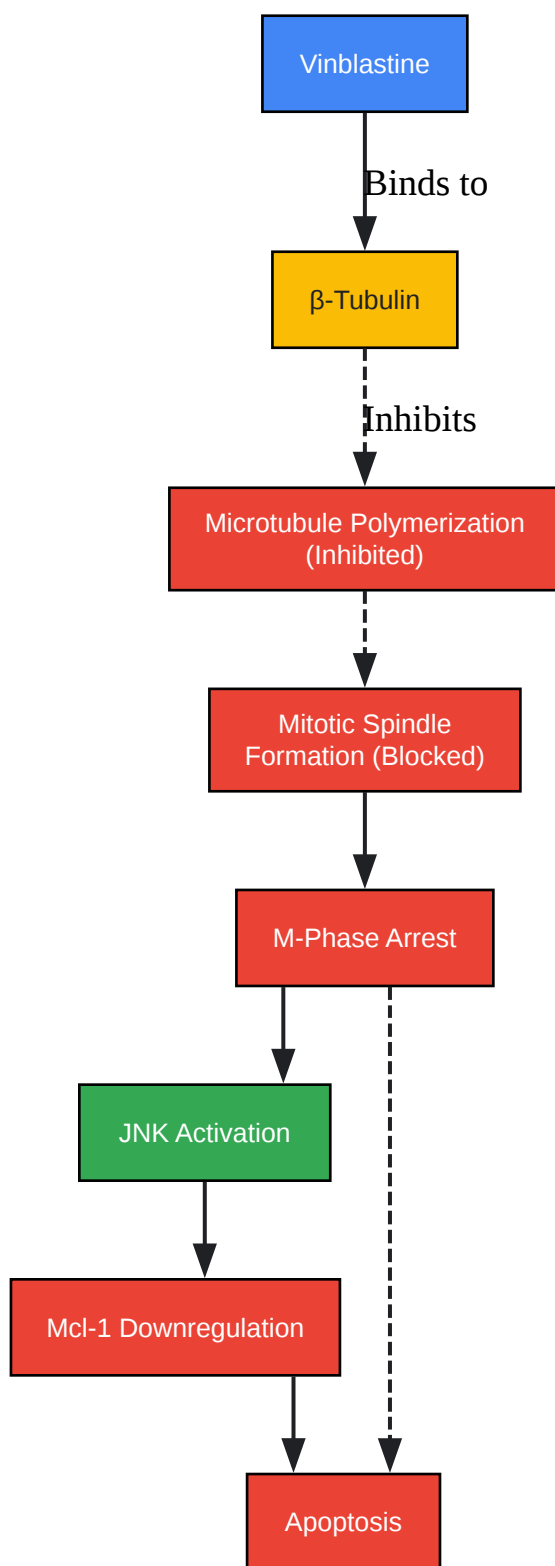 Vinblastine
Binds to
β-Tubulin
Inhibits
Microtubule Polymerization
(Inhibited)
Mitotic Spindle
Formation (Blocked)
M-Phase Arrest
JNK Activation
Mcl-1 Downregulation
Apoptosis